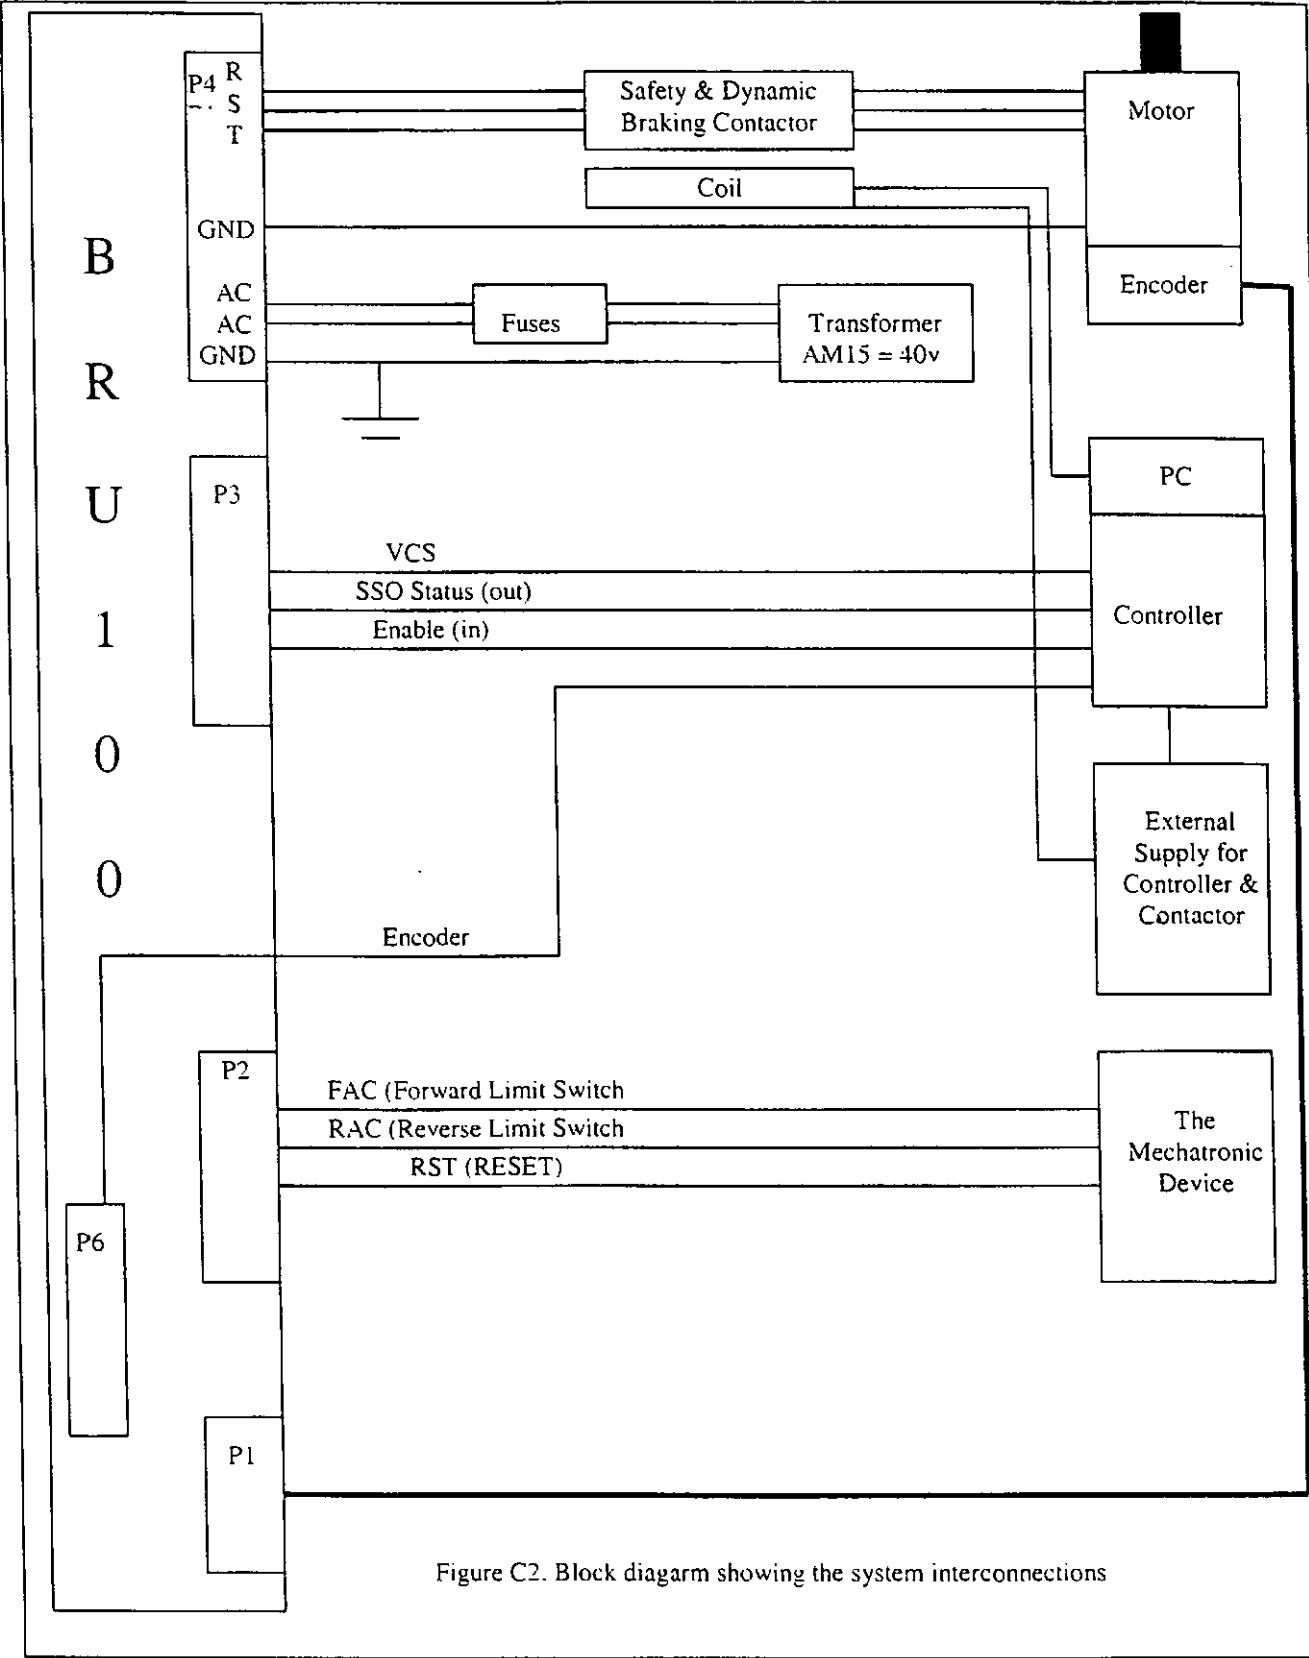 P4
R
S
T
GND
AC
AC
GND
Safety & Dynamic
Braking Contactor
Coil
Motor
Encoder
Fuses
Transformer
AM15 = 40v
B
R
U
1
0
0
P3
VCS
SSO Status (out)
Enable (in)
PC
Controller
External
Supply for
Controller &
Contactor
Encoder
P2
FAC (Forward Limit Switch
RAC (Reverse Limit Switch
RST (RESET)
The
Mechatronic
Device
P6
P1
Figure C2. Block diagarm showing the system interconnections